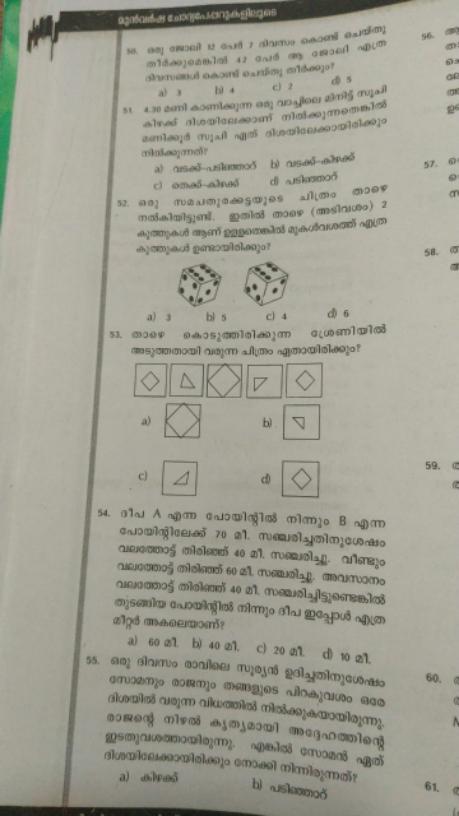 മുൻവർഷ ചോദ്യപേപ്പറുകളിലൂടെ
50. ഒരു ജോലി 12 പേർ 7 ദിവസം കൊണ്ട് ചെയ്തു
തീർക്കുമെങ്കിൽ 42 പേർ ആ ജോലി എത്ര
ദിവസങ്ങൾ കൊണ്ട് ചെയ്തു തീർക്കും?
a) 3 b) 4 c) 2 d) 5
51. 4.30 മണി കാണിക്കുന്ന ഒരു വാച്ചിലെ മിനിട്ട് സൂചി
കിഴക്ക് ദിശയിലേക്കാണ് നിൽക്കുന്നതെങ്കിൽ
മണിക്കൂർ സൂചി ഏത് ദിശയിലേക്കായിരിക്കും
നിൽക്കുന്നത്?
a) വടക്ക്-പടിഞ്ഞാറ് b) വടക്ക്-കിഴക്ക്
c) തെക്ക്-കിഴക്ക് d) പടിഞ്ഞാറ്
52. ഒരു സമചതുരക്കട്ടയുടെ ചിത്രം താഴെ
നൽകിയിട്ടുണ്ട്. ഇതിൽ താഴെ (അടിവശം) 2
കുത്തുകൾ ആണ് ഉള്ളതെങ്കിൽ മുകൾവശത്ത് എത്ര
കുത്തുകൾ ഉണ്ടായിരിക്കും?
a) 3 b) 5 c) 4 d) 6
53. താഴെ കൊടുത്തിരിക്കുന്ന ശ്രേണിയിൽ
അടുത്തതായി വരുന്ന ചിത്രം ഏതായിരിക്കും?
a) b)
c) d)
54. ദീപ A എന്ന പോയിന്റിൽ നിന്നും B എന്ന
പോയിന്റിലേക്ക് 70 മീ. സഞ്ചരിച്ചതിനുശേഷം
വലത്തോട്ട് തിരിഞ്ഞ് 40 മീ. സഞ്ചരിച്ചു. വീണ്ടും
വലത്തോട്ട് തിരിഞ്ഞ് 60 മീ. സഞ്ചരിച്ചു. അവസാനം
വലത്തോട്ട് തിരിഞ്ഞ് 40 മീ. സഞ്ചരിച്ചിട്ടുണ്ടെങ്കിൽ
തുടങ്ങിയ പോയിന്റിൽ നിന്നും ദീപ ഇപ്പോൾ എത്ര
മീറ്റർ അകലെയാണ്?
a) 60 മീ. b) 40 മീ. c) 20 മീ. d) 10 മീ.
55. ഒരു ദിവസം രാവിലെ സൂര്യൻ ഉദിച്ചതിനുശേഷം
സോമനും രാജനും തങ്ങളുടെ പിറകുവശം ഒരേ
ദിശയിൽ വരുന്ന വിധത്തിൽ നിൽക്കുകയായിരുന്നു.
രാജന്റെ നിഴൽ കൃത്യമായി അദ്ദേഹത്തിന്റെ
ഇടതുവശത്തായിരുന്നു. എങ്കിൽ സോമൻ ഏത്
ദിശയിലേക്കായിരിക്കും നോക്കി നിന്നിരുന്നത്?
a) കിഴക്ക് b) പടിഞ്ഞാറ്
56.
57.
58.
59.
60.
61.